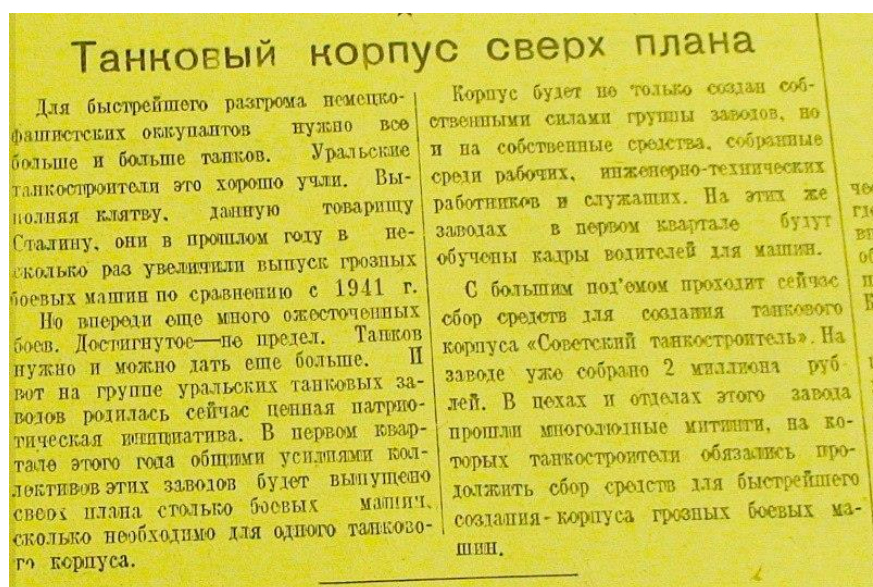 Танковый корпус сверх плана
Для быстрейшего разгрома немецко-
фашистских оккупантов нужно все
больше и больше танков. Уральские
танкостроители это хорошо учли. Вы-
полняя клятву, данную товарищу
Сталину, они в прошлом году в не-
сколько раз увеличили выпуск грозных
боевых машин по сравнению с 1941 г.
Но впереди еще много ожесточенных
боев. Достигнутое—не предел. Танков
нужно и можно дать еще больше. И
вот на группе уральских танковых за-
водов родилась сейчас ценная патрио-
тическая инициатива. В первом квар-
тале этого года общими усилиями кол-
лективов этих заводов будет выпущено
сверх плана столько боевых машин,
сколько необходимо для одного танково-
го корпуса.
Корпус будет не только создан соб-
ственными силами группы заводов, но
и на собственные средства, собранные
среди рабочих, инженерно-технических
работников и служащих. На этих же
заводах в первом квартале будут
обучены кадры водителей для машин.
С большим под'емом проходит сейчас
сбор средств для создания танкового
корпуса «Советский танкостроитель». На
заводе уже собрано 2 миллиона руб-
лей. В цехах и отделах этого завода
прошли многолюдные митинги, на ко-
торых танкостроители обязались про-
должить сбор средств для быстрейшего
создания-корпуса грозных боевых ма-
шин.